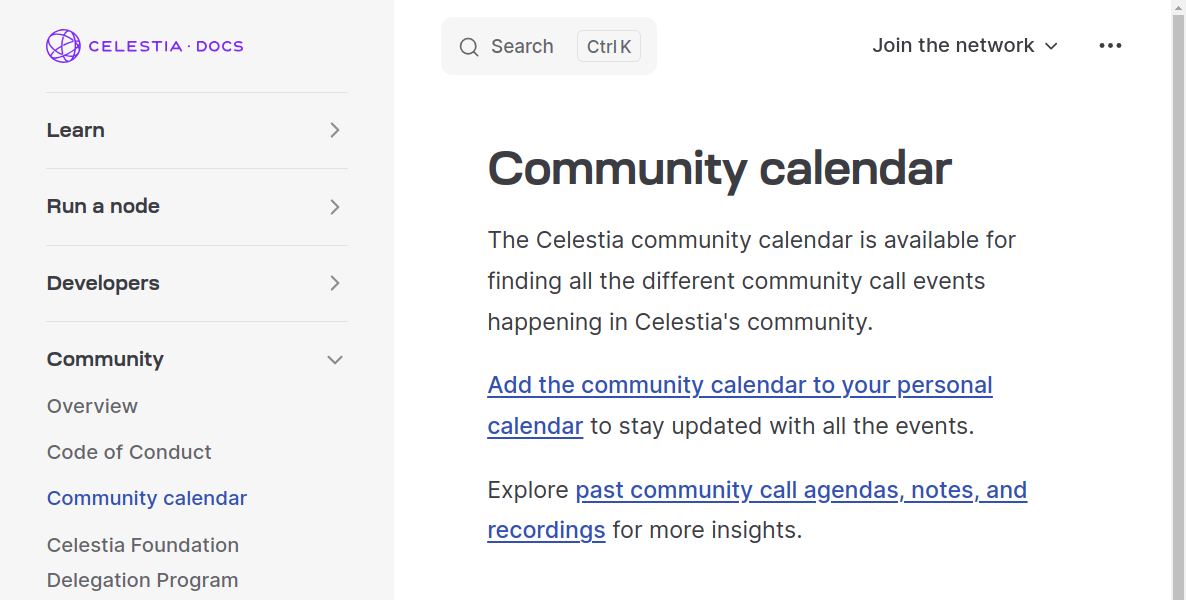 CELESTIA · DOCS
Search
Ctrl K
Join the network
Learn
Run a node
Developers
Community
Overview
Code of Conduct
Community calendar
Celestia Foundation
Delegation Program
Community calendar
The Celestia community calendar is available for
finding all the different community call events
happening in Celestia's community.
Add the community calendar to your personal
calendar to stay updated with all the events.
Explore past community call agendas, notes, and
recordings for more insights.